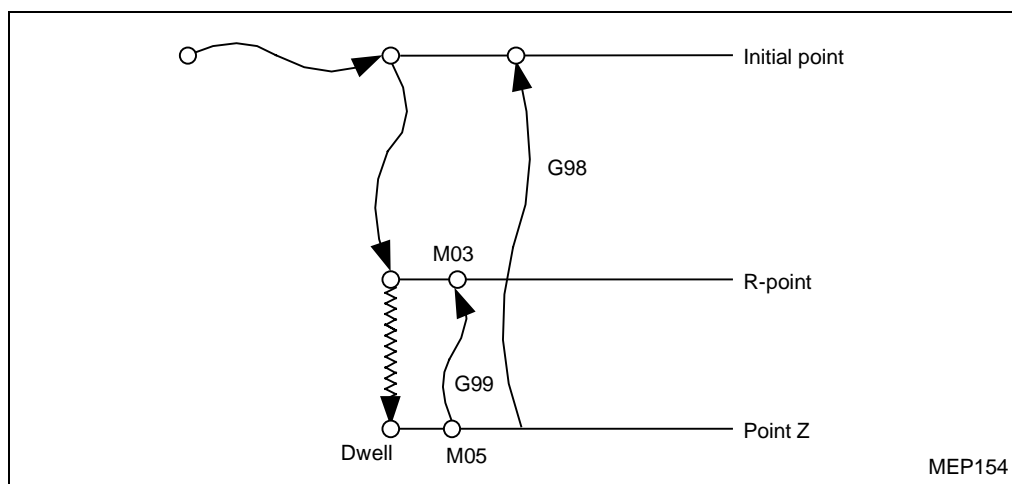 Initial point
G98
M03
R-point
G99
Point Z
Dwell
M05
MEP154